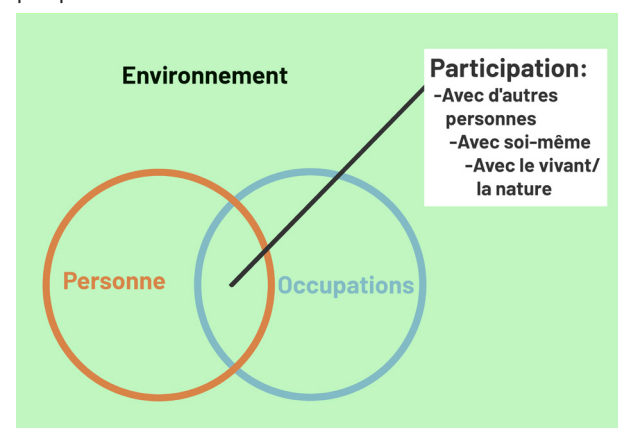 Environnement
Participation:
-Avec d'autres
personnes
-Avec soi-même
-Avec le vivant/
la nature
Personne
Occupations